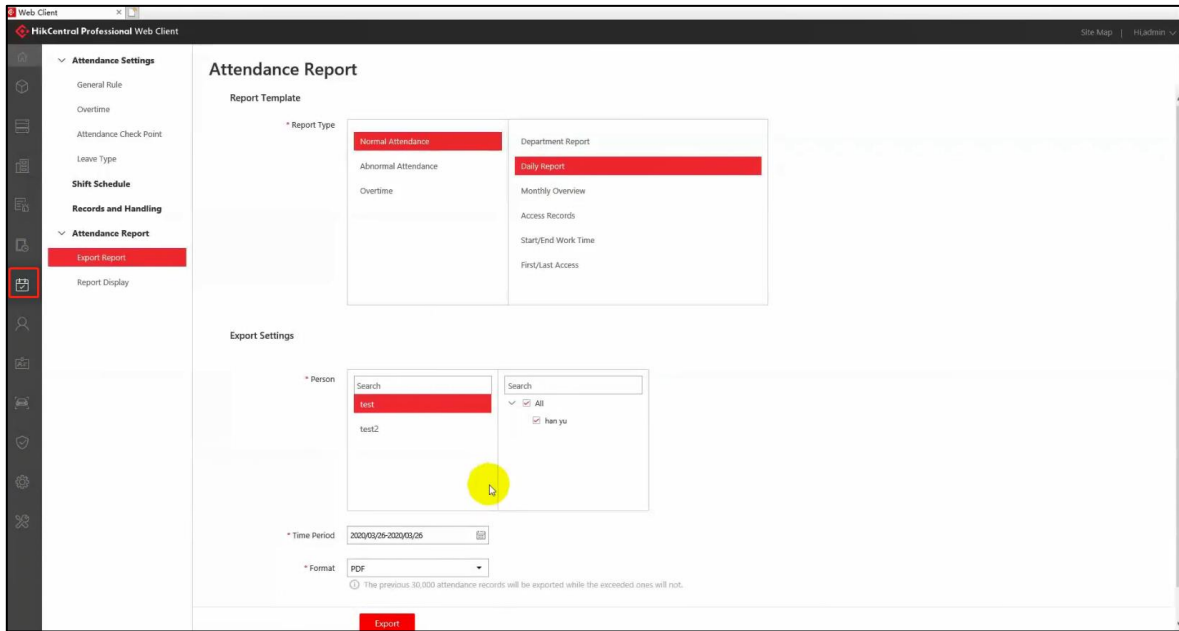 Web Client
HikCentral Professional Web Client
Site Map | Hi,admin
Attendance Settings
General Rule
Overtime
Attendance Check Point
Leave Type
Shift Schedule
Records and Handling
Attendance Report
Export Report
Report Display
Attendance Report
Report Template
* Report Type
Normal Attendance
Abnormal Attendance
Overtime
Department Report
Daily Report
Monthly Overview
Access Records
Start/End Work Time
First/Last Access
Export Settings
* Person
Search
test
test2
Search
All
han yu
* Time Period 2020/03/26-2020/03/26
* Format PDF
The previous 30,000 attendance records will be exported while the exceeded ones will not.
Export